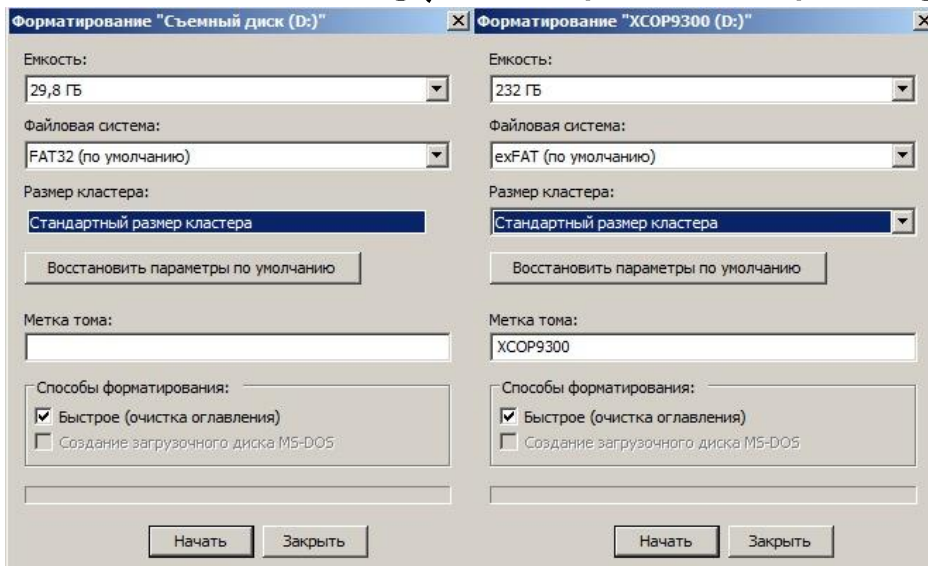 Форматирование "Съемный диск (D:)"
Емкость:
29,8 ГБ
Файловая система:
FAT32 (по умолчанию)
Размер кластера:
Стандартный размер кластера
Восстановить параметры по умолчанию
Метка тома:
Способы форматирования:
Быстрое (очистка оглавления)
Создание загрузочного диска MS-DOS
Начать
Закрыть
Форматирование "XCOP9300 (D:)"
Емкость:
232 ГБ
Файловая система:
exFAT (по умолчанию)
Размер кластера:
Стандартный размер кластера
Восстановить параметры по умолчанию
Метка тома:
XCOP9300
Способы форматирования:
Быстрое (очистка оглавления)
Создание загрузочного диска MS-DOS
Начать
Закрыть